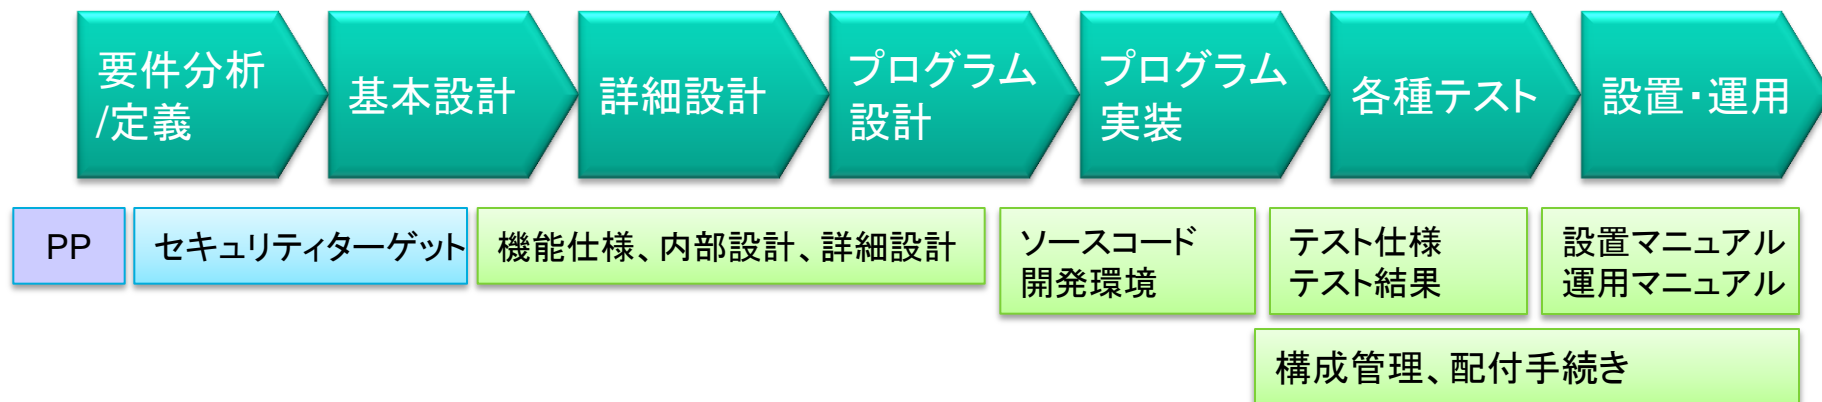 要件分析
/定義
基本設計
詳細設計
プログラム
設計
プログラム
実装
各種テスト
設置・運用
PP
セキュリティターゲット
機能仕様、内部設計、詳細設計
ソースコード
開発環境
テスト仕様
テスト結果
設置マニュアル
運用マニュアル
構成管理、配付手続き